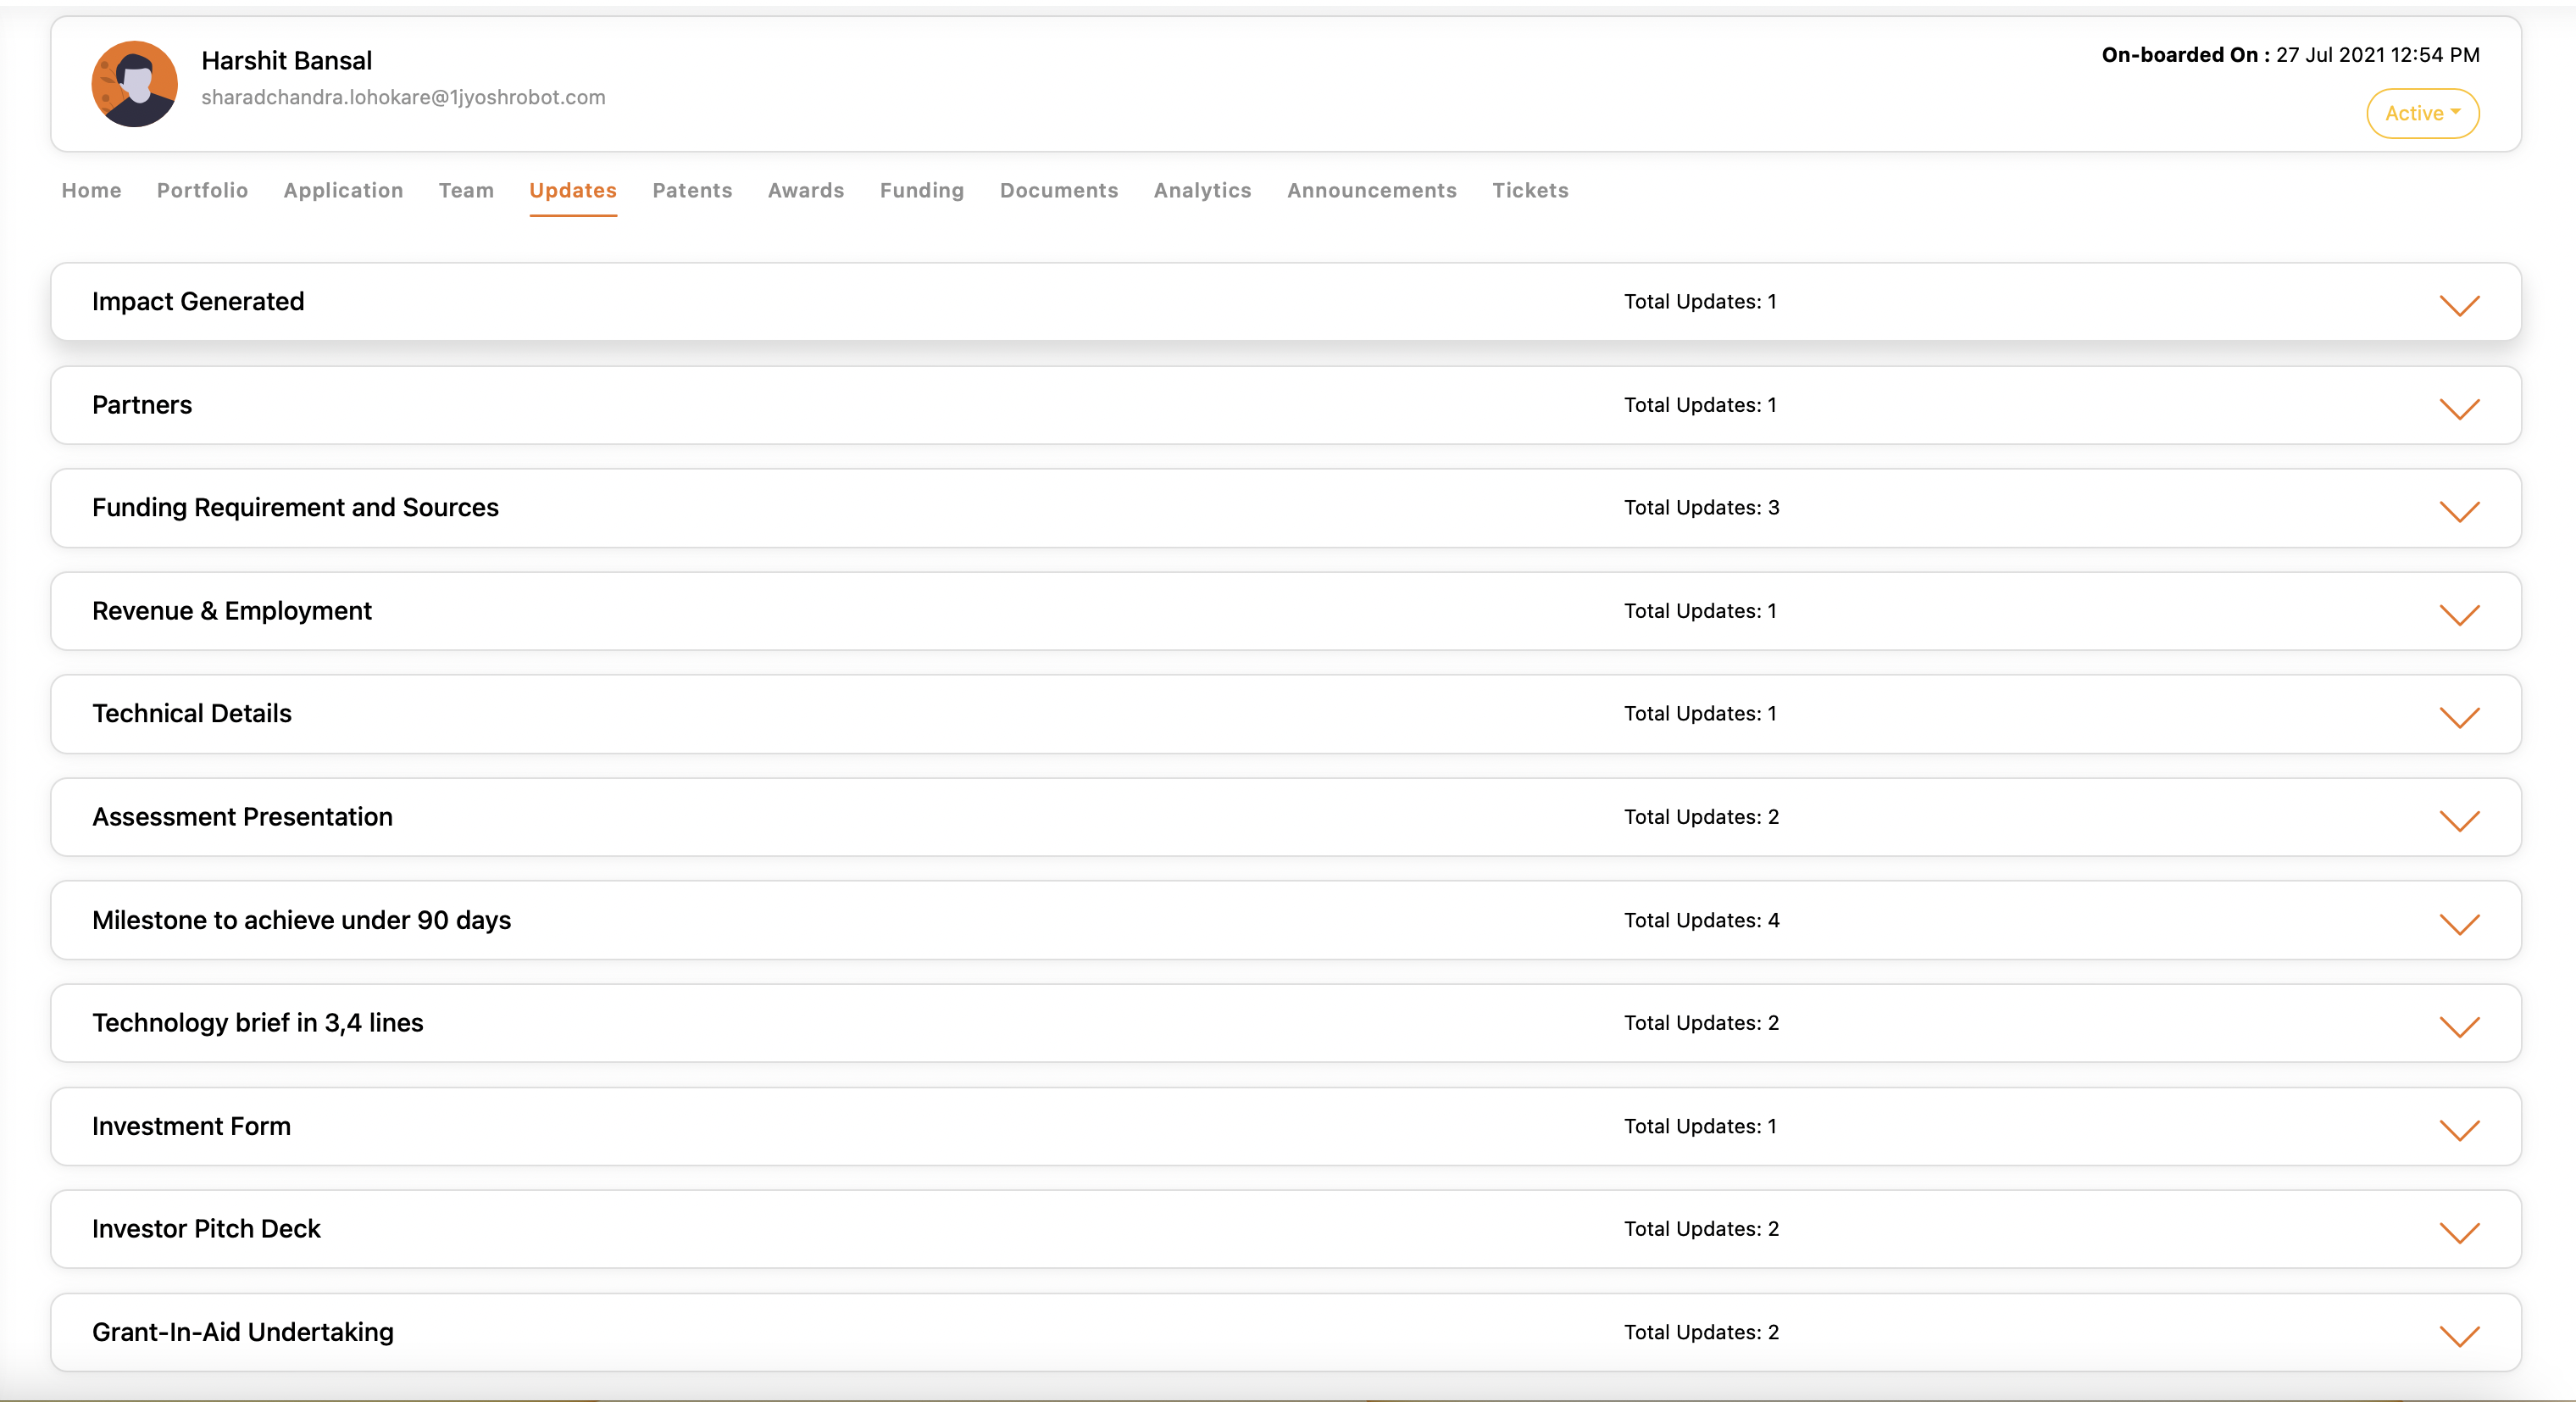 Harshit Bansal
sharadchandra.lohokare@1jyoshrobot.com
On-boarded On : 27 Jul 2021 12:54 PM
Active
Home Portfolio Application Team Updates Patents Awards Funding Documents Analytics Announcements Tickets
Impact Generated Total Updates: 1
Partners Total Updates: 1
Funding Requirement and Sources Total Updates: 3
Revenue & Employment Total Updates: 1
Technical Details Total Updates: 1
Assessment Presentation Total Updates: 2
Milestone to achieve under 90 days Total Updates: 4
Technology brief in 3,4 lines Total Updates: 2
Investment Form Total Updates: 1
Investor Pitch Deck Total Updates: 2
Grant-In-Aid Undertaking Total Updates: 2